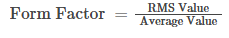 Form Factor = RMS Value / Average Value